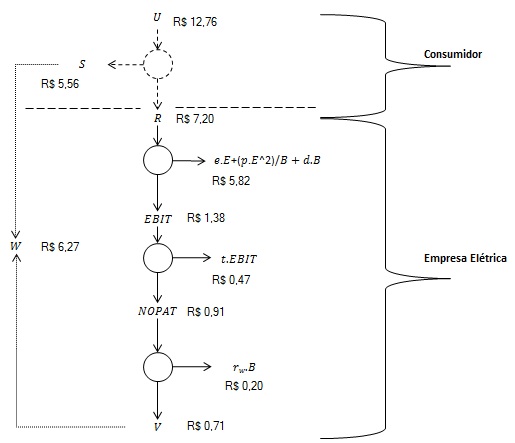 U R$ 12,76
Consumidor
S
R$ 5,56
R R$ 7,20
e.E+(p.E^2)/B + d.B
R$ 5,82
EBIT R$ 1,38
W R$ 6,27
t.EBIT
Empresa Elétrica
R$ 0,47
NOPAT R$ 0,91
r_w.B
R$ 0,20
V R$ 0,71